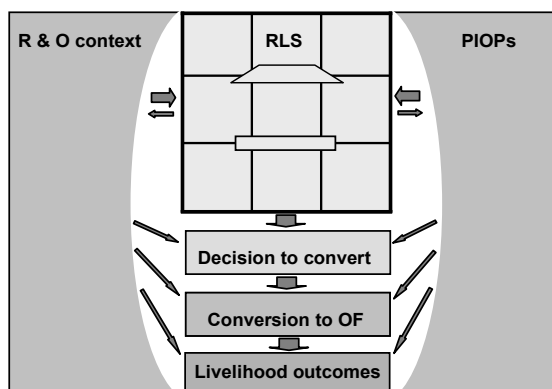 R & O context
RLS
PIOPs
Decision to convert
Conversion to OF
Livelihood outcomes